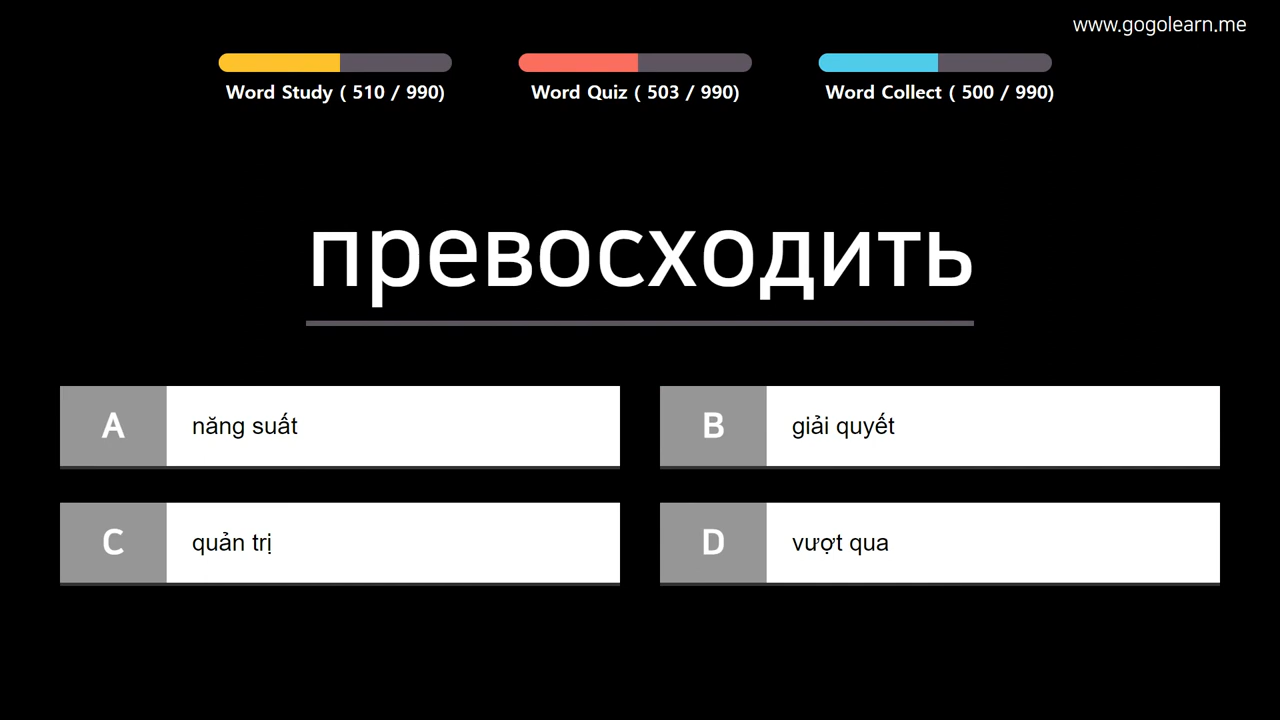 www.gogolearn.me
Word Study ( 510 / 990)
Word Quiz ( 503 / 990)
Word Collect ( 500 / 990)
превосходить
A năng suất
B giải quyết
C quản trị
D vượt qua